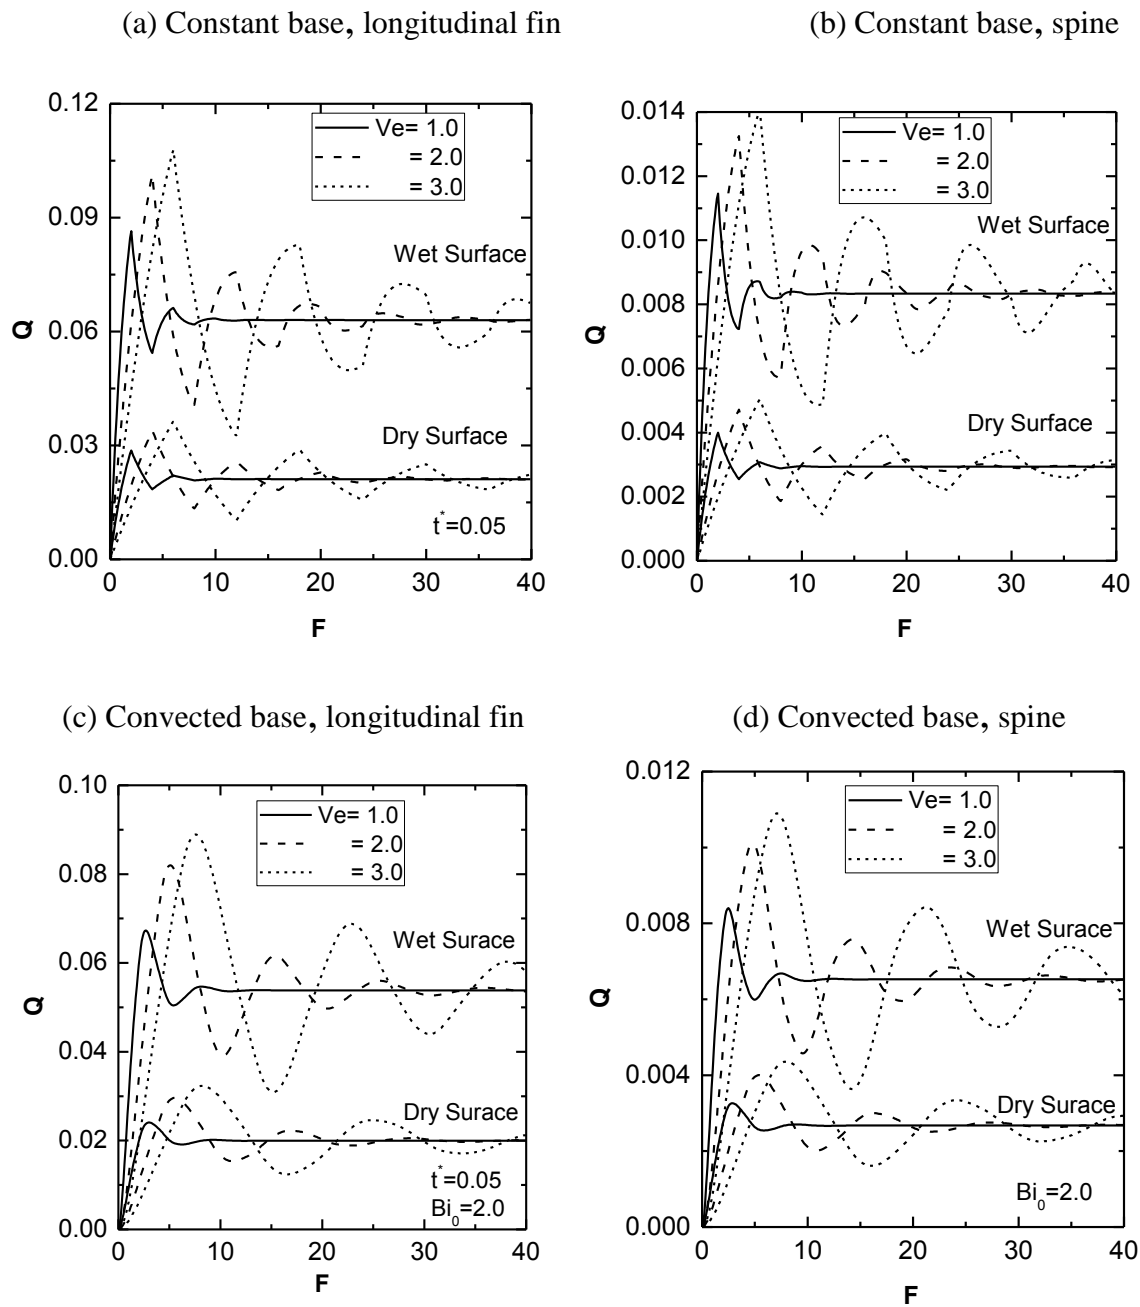 (a) Constant base, longitudinal fin
(b) Constant base, spine
0.12
0.09
0.06
0.03
0.00
Q
Ve= 1.0
= 2.0
= 3.0
Wet Surface
Dry Surface
t*=0.05
0 10 20 30 40
F
0.014
0.012
0.010
0.008
0.006
0.004
0.002
0.000
Q
Ve= 1.0
= 2.0
= 3.0
Wet Surface
Dry Surface
0 10 20 30 40
F
(c) Convected base, longitudinal fin
(d) Convected base, spine
0.10
0.08
0.06
0.04
0.02
0.00
Q
Ve= 1.0
= 2.0
= 3.0
Wet Surace
Dry Surace
t*=0.05
Bi0=2.0
0 10 20 30 40
F
0.012
0.008
0.004
0.000
Q
Ve= 1.0
= 2.0
= 3.0
Wet Surace
Dry Surace
Bi0=2.0
0 10 20 30 40
F